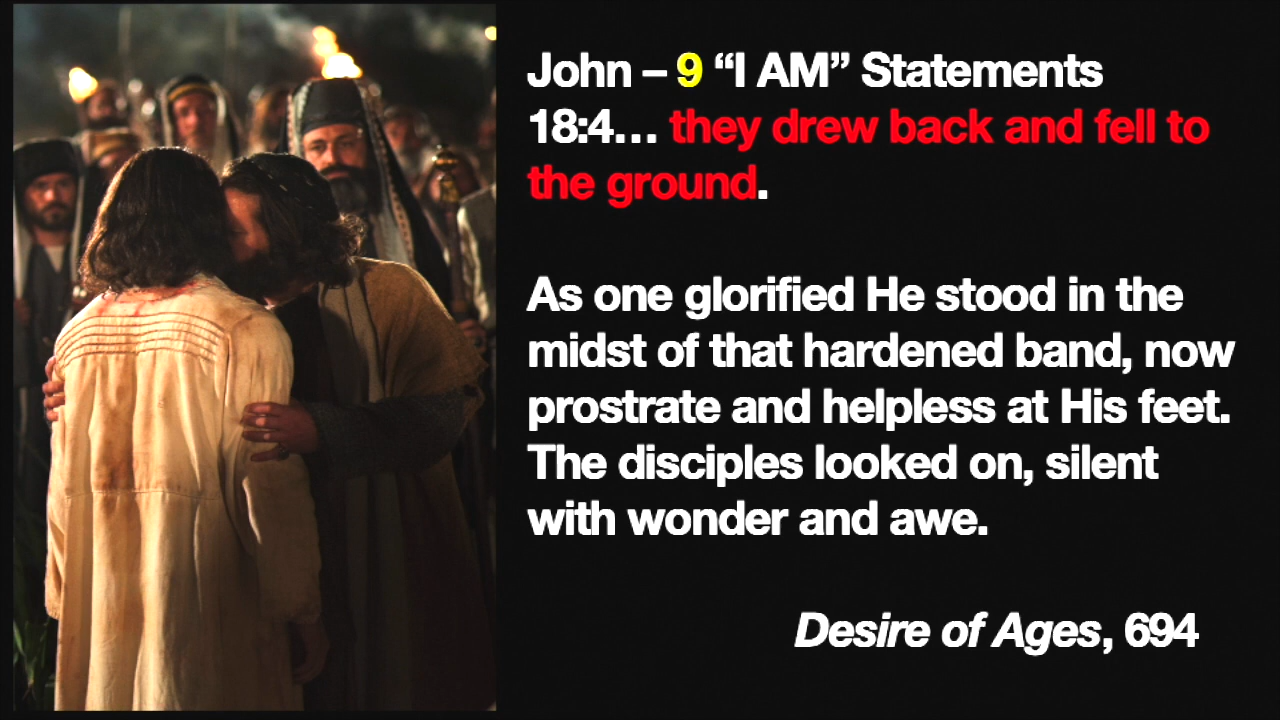 John – 9 “I AM” Statements
18:4… they drew back and fell to
the ground.
As one glorified He stood in the
midst of that hardened band, now
prostrate and helpless at His feet.
The disciples looked on, silent
with wonder and awe.
Desire of Ages, 694